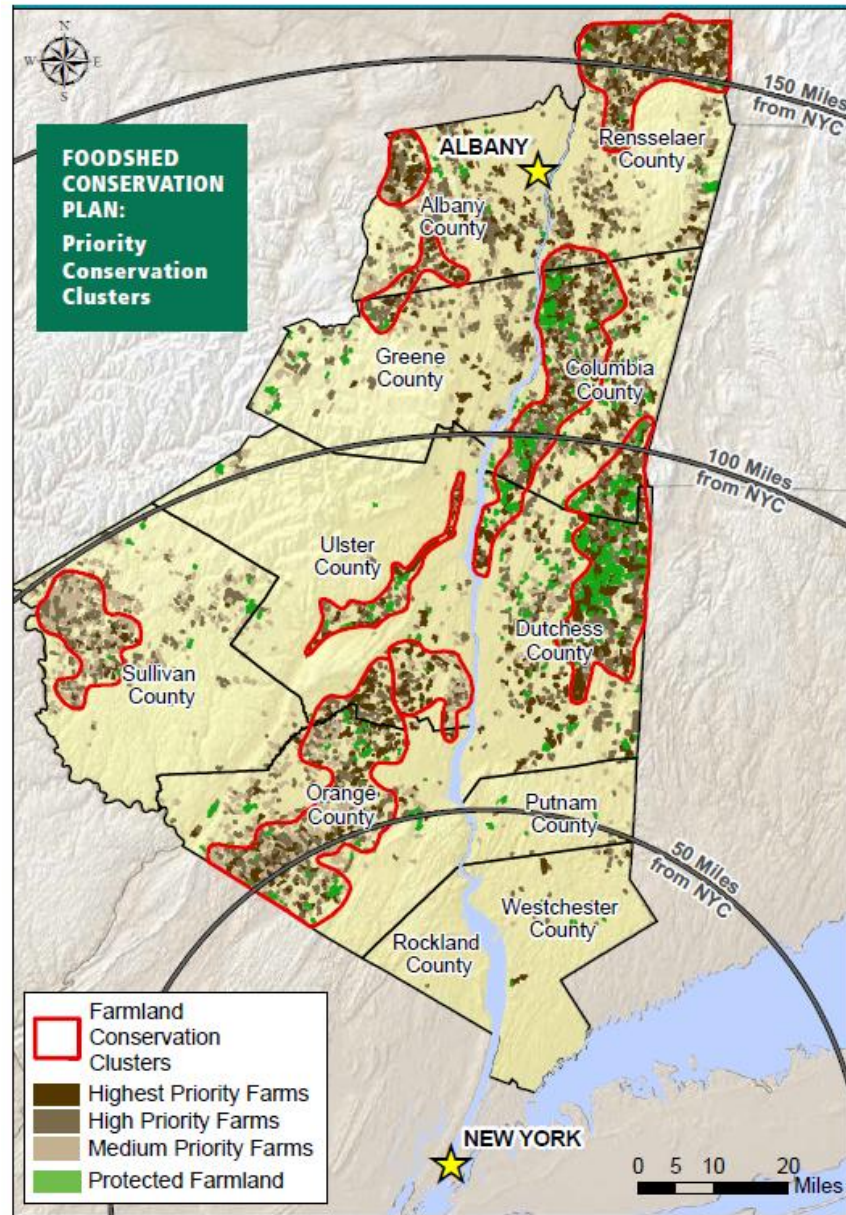 N
W E
S
150 Miles
from NYC
FOODSHED
CONSERVATION
PLAN:
Priority
Conservation
Clusters
ALBANY
Rensselaer
County
Albany
County
Greene
County
Columbia
County
100 Miles
from NYC
Ulster
County
Dutchess
County
Sullivan
County
Orange
County
Putnam
County
50 Miles
from NYC
Westchester
County
Rockland
County
Farmland
Conservation
Clusters
Highest Priority Farms
High Priority Farms
Medium Priority Farms
Protected Farmland
NEW YORK
0 5 10 20
Miles